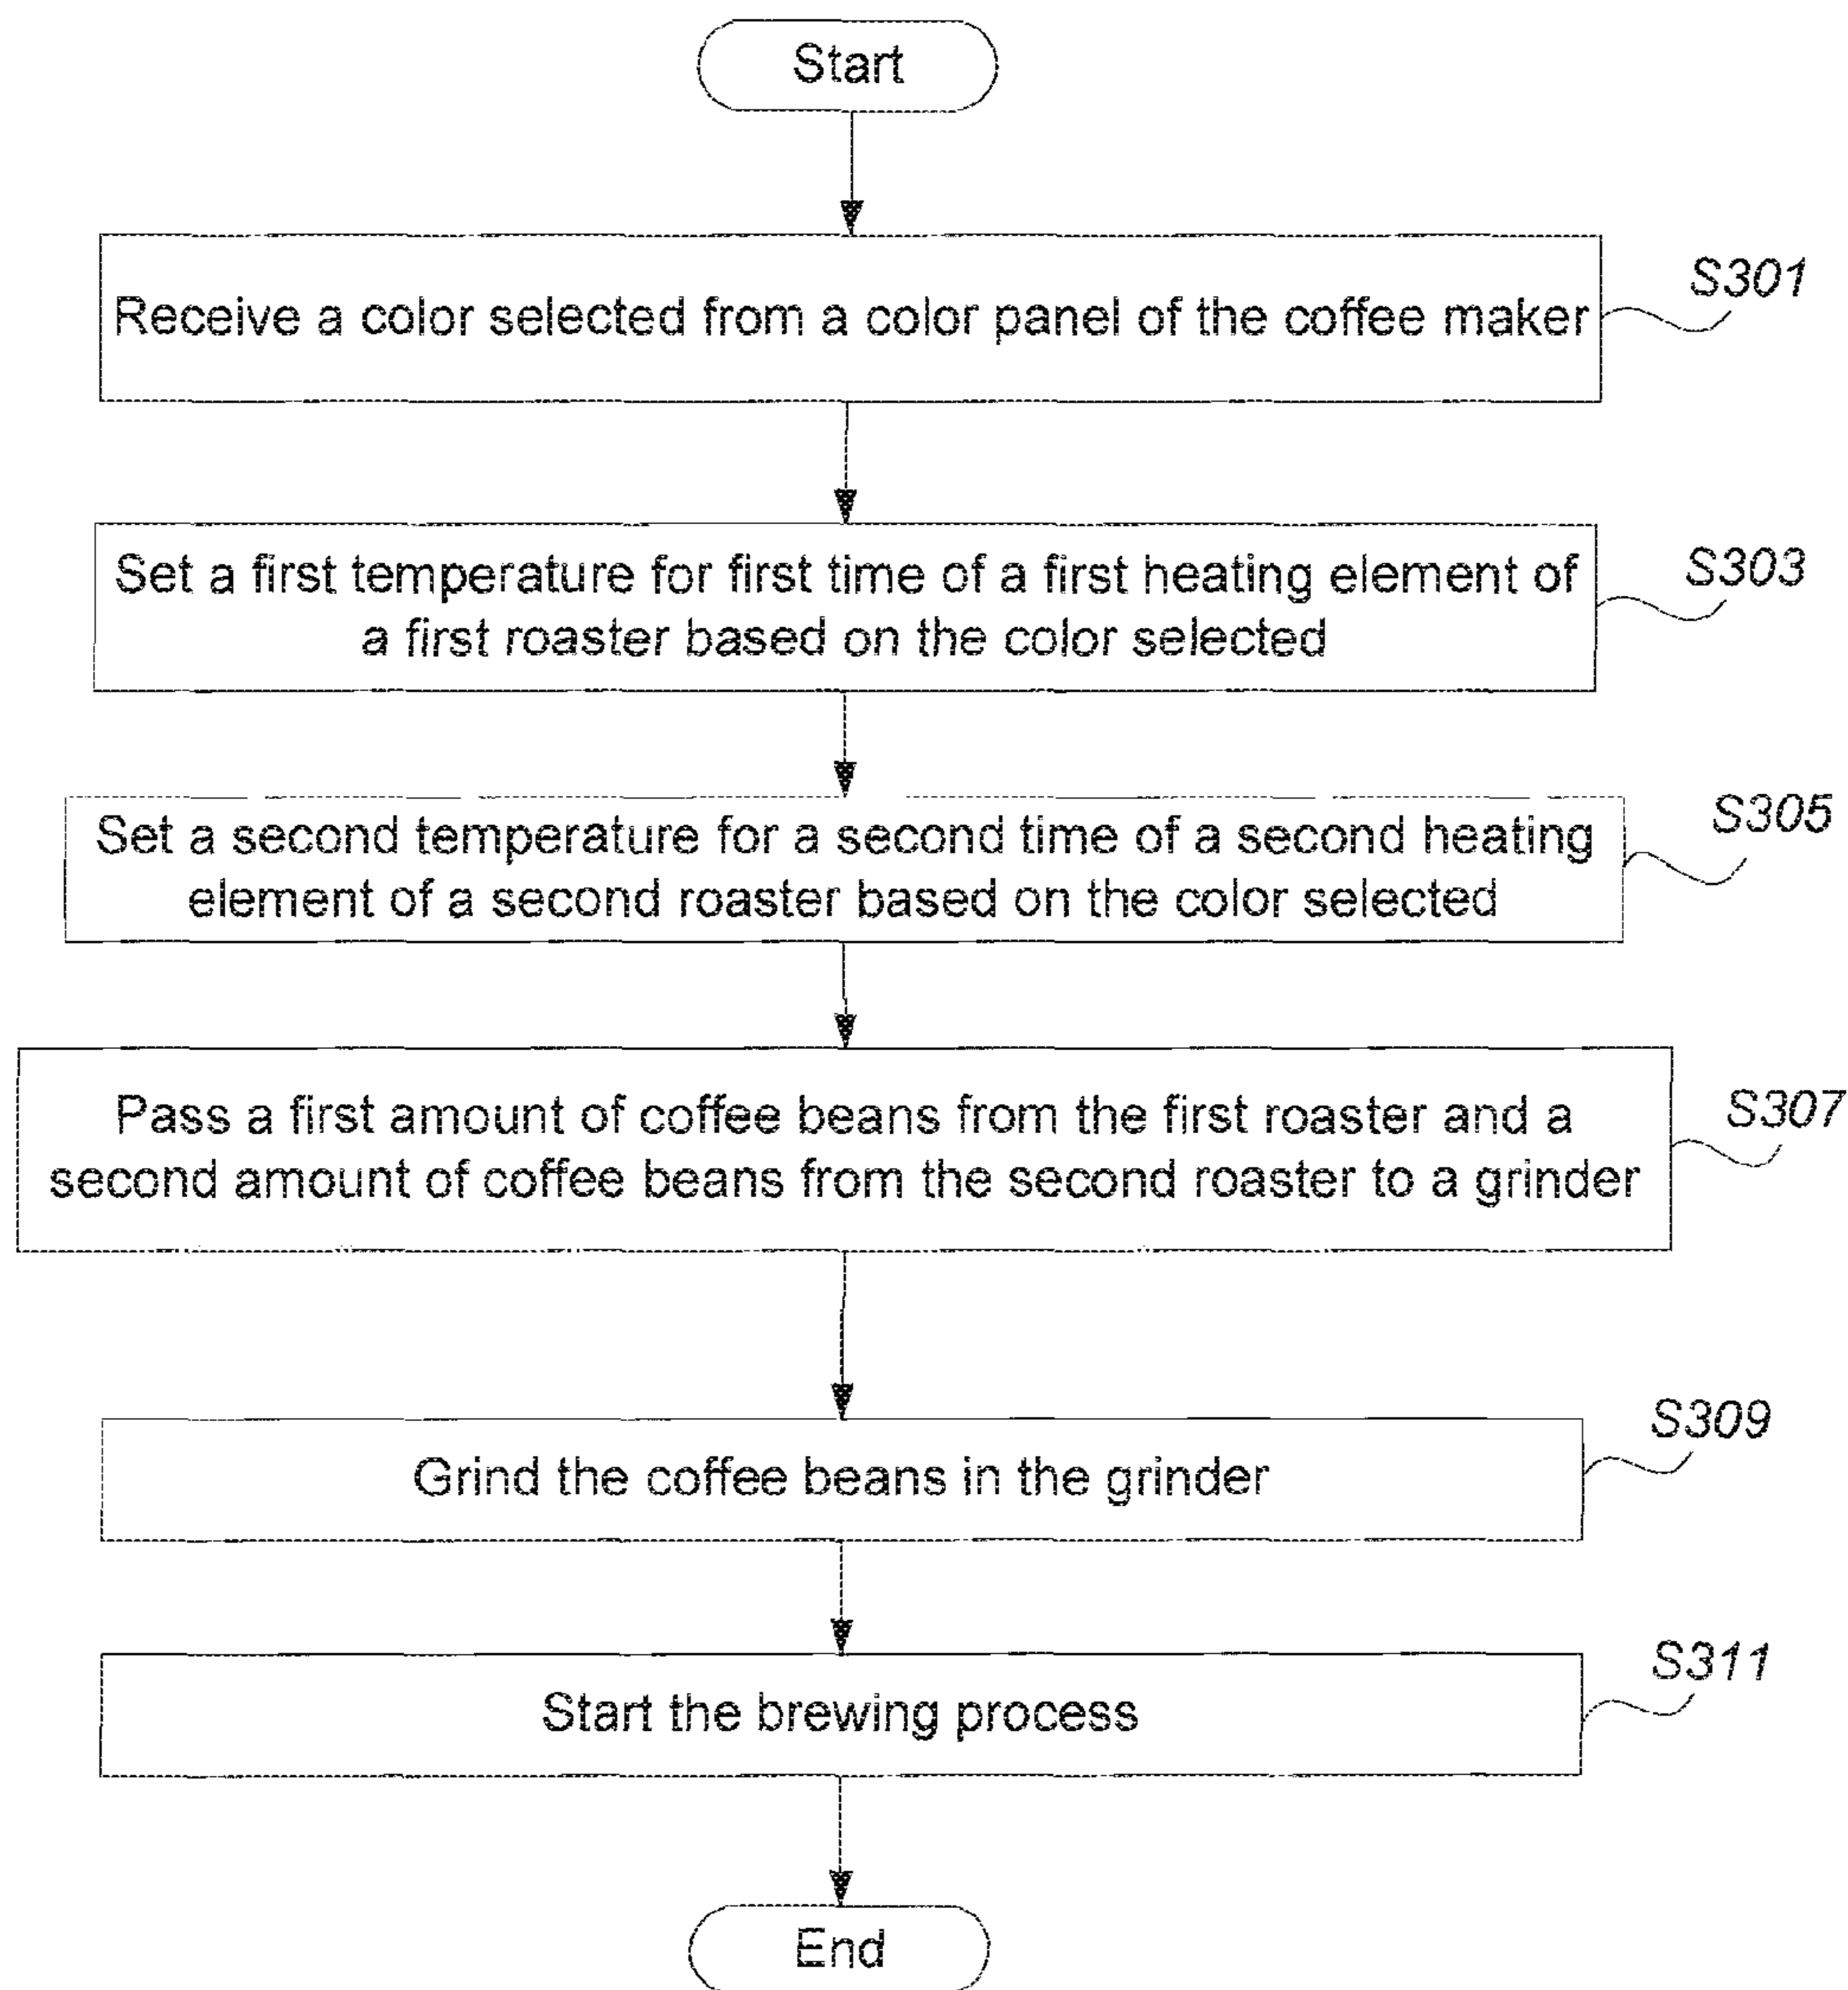 Start
Receive a color selected from a color panel of the coffee maker
S301
Set a first temperature for first time of a first heating element of
a first roaster based on the color selected
S303
Set a second temperature for a second time of a second heating
element of a second roaster based on the color selected
S305
Pass a first amount of coffee beans from the first roaster and a
second amount of coffee beans from the second roaster to a grinder
S307
Grind the coffee beans in the grinder
S309
Start the brewing process
S311
End